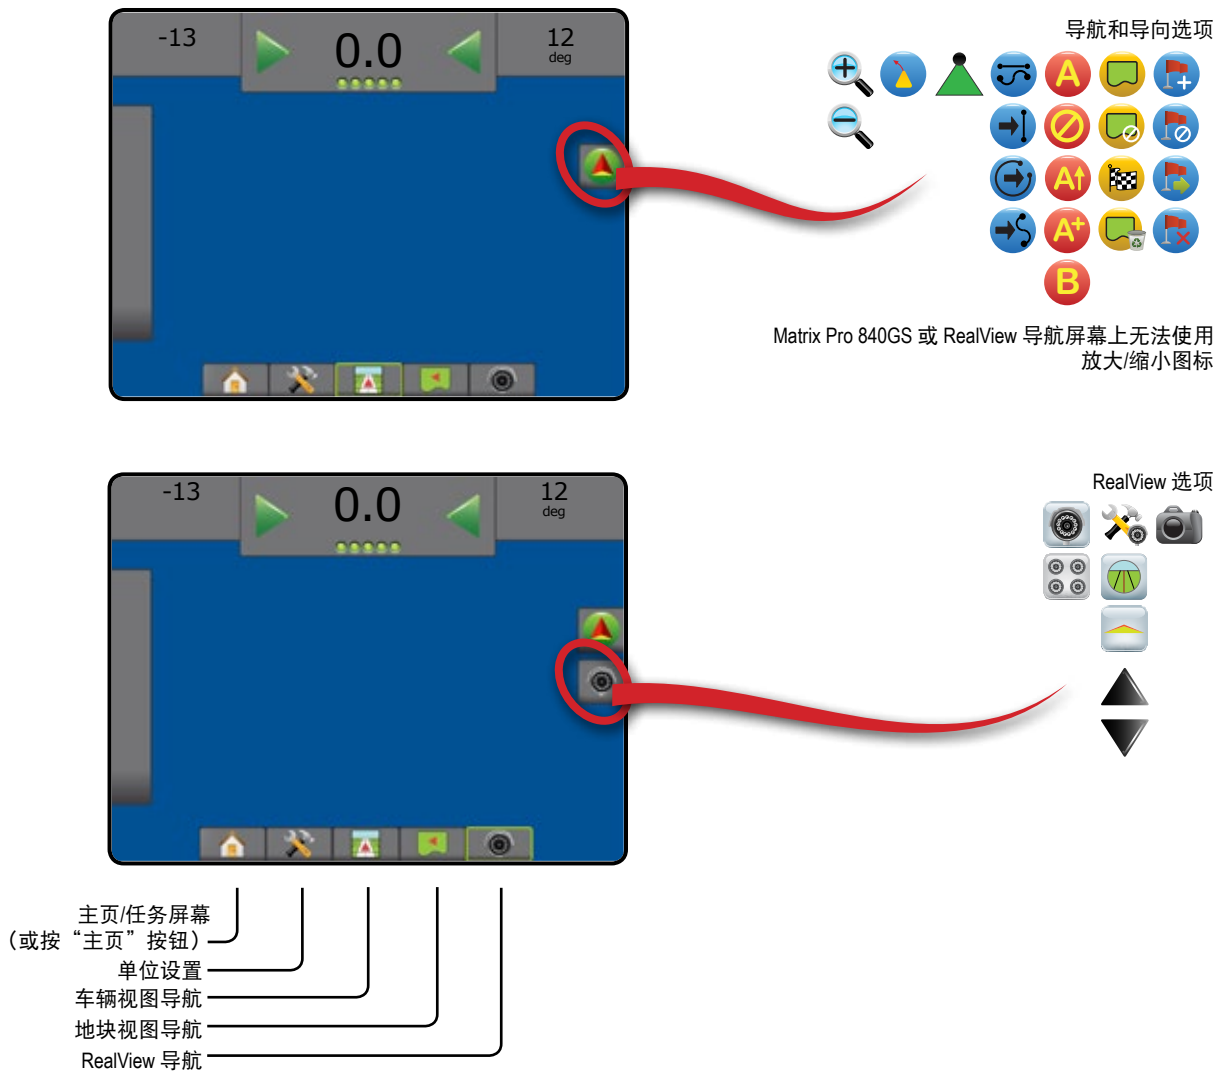 -13
0.0
12
deg
导航和导向选项
A
A
A+
B
Matrix Pro 840GS 或 RealView 导航屏幕上无法使用
放大/缩小图标
-13
0.0
12
deg
RealView 选项
主页/任务屏幕
（或按“主页”按钮）
单位设置
车辆视图导航
地块视图导航
RealView 导航